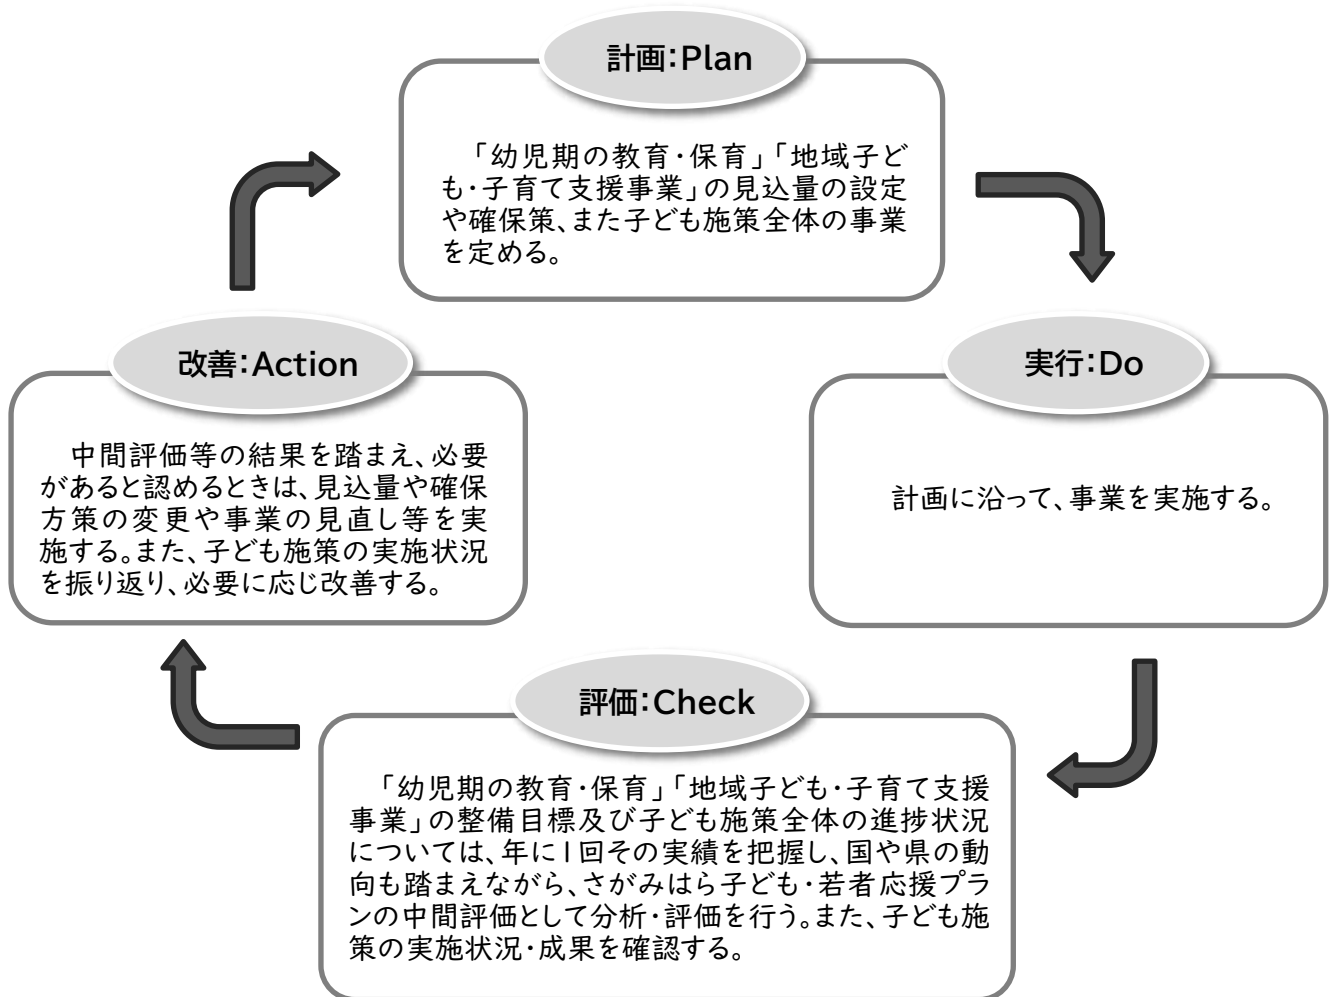 計画:Plan
「幼児期の教育・保育」「地域子ど
も・子育て支援事業」の見込量の設定
や確保策、また子ども施策全体の事業
を定める。
実行:Do
計画に沿って、事業を実施する。
評価:Check
「幼児期の教育・保育」「地域子ども・子育て支援
事業」の整備目標及び子ども施策全体の進捗状況
については、年に1回その実績を把握し、国や県の動
向も踏まえながら、さがみはら子ども・若者応援プラ
ンの中間評価として分析・評価を行う。また、子ども施
策の実施状況・成果を確認する。
改善:Action
中間評価等の結果を踏まえ、必要
があると認めるときは、見込量や確保
方策の変更や事業の見直し等を実
施する。また、子ども施策の実施状況
を振り返り、必要に応じ改善する。